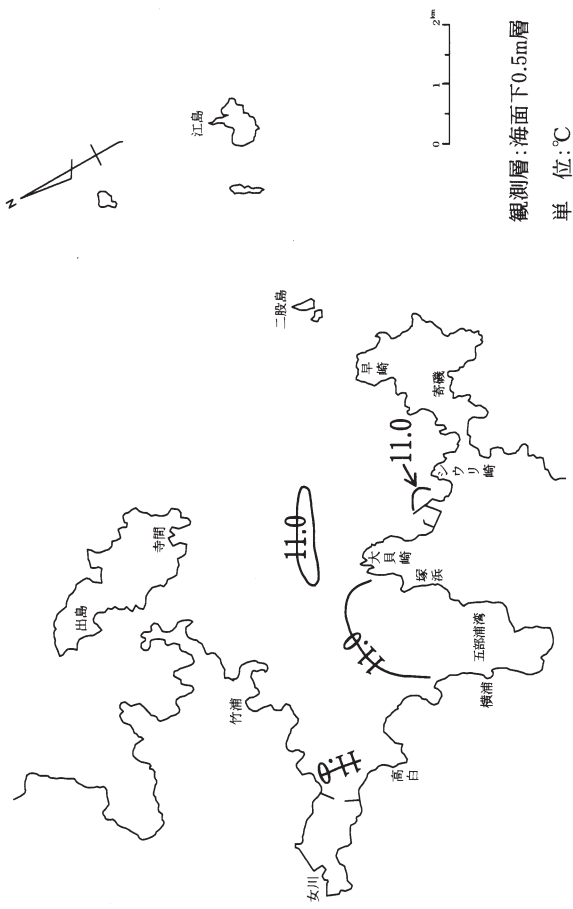 N
江島
0 1 2km
観測層:海面下0.5m層
単 位:℃
二股島
早崎
寄磯
11.0
シウリ崎
11.0
寺間
出島
大貝崎
塚浜
11.0
五部浦湾
横浦
竹浦
11.0
高白
女川